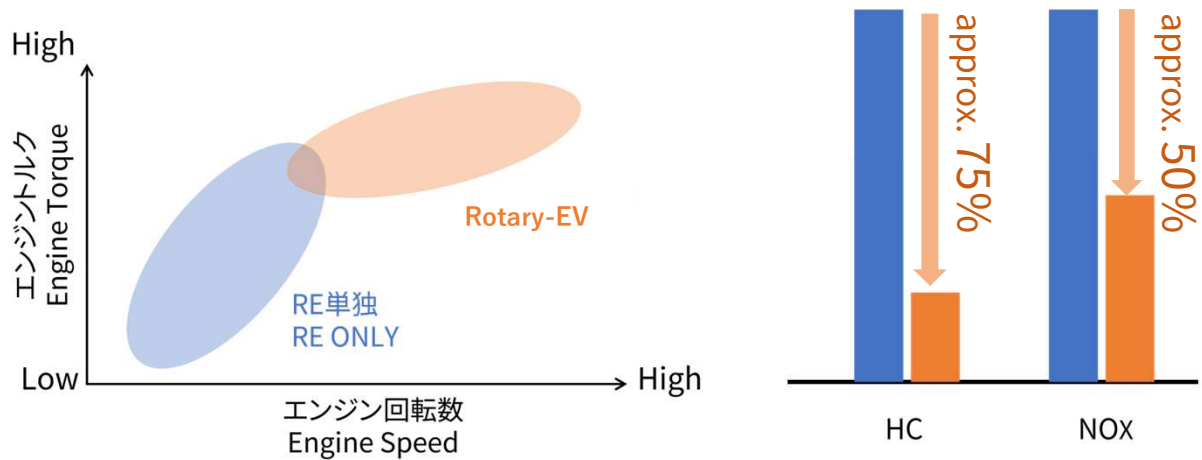 High
エンジントルク
Engine Torque
Rotary-EV
RE単独
RE ONLY
Low
High
エンジン回転数
Engine Speed
approx. 75%
approx. 50%
HC
NOx